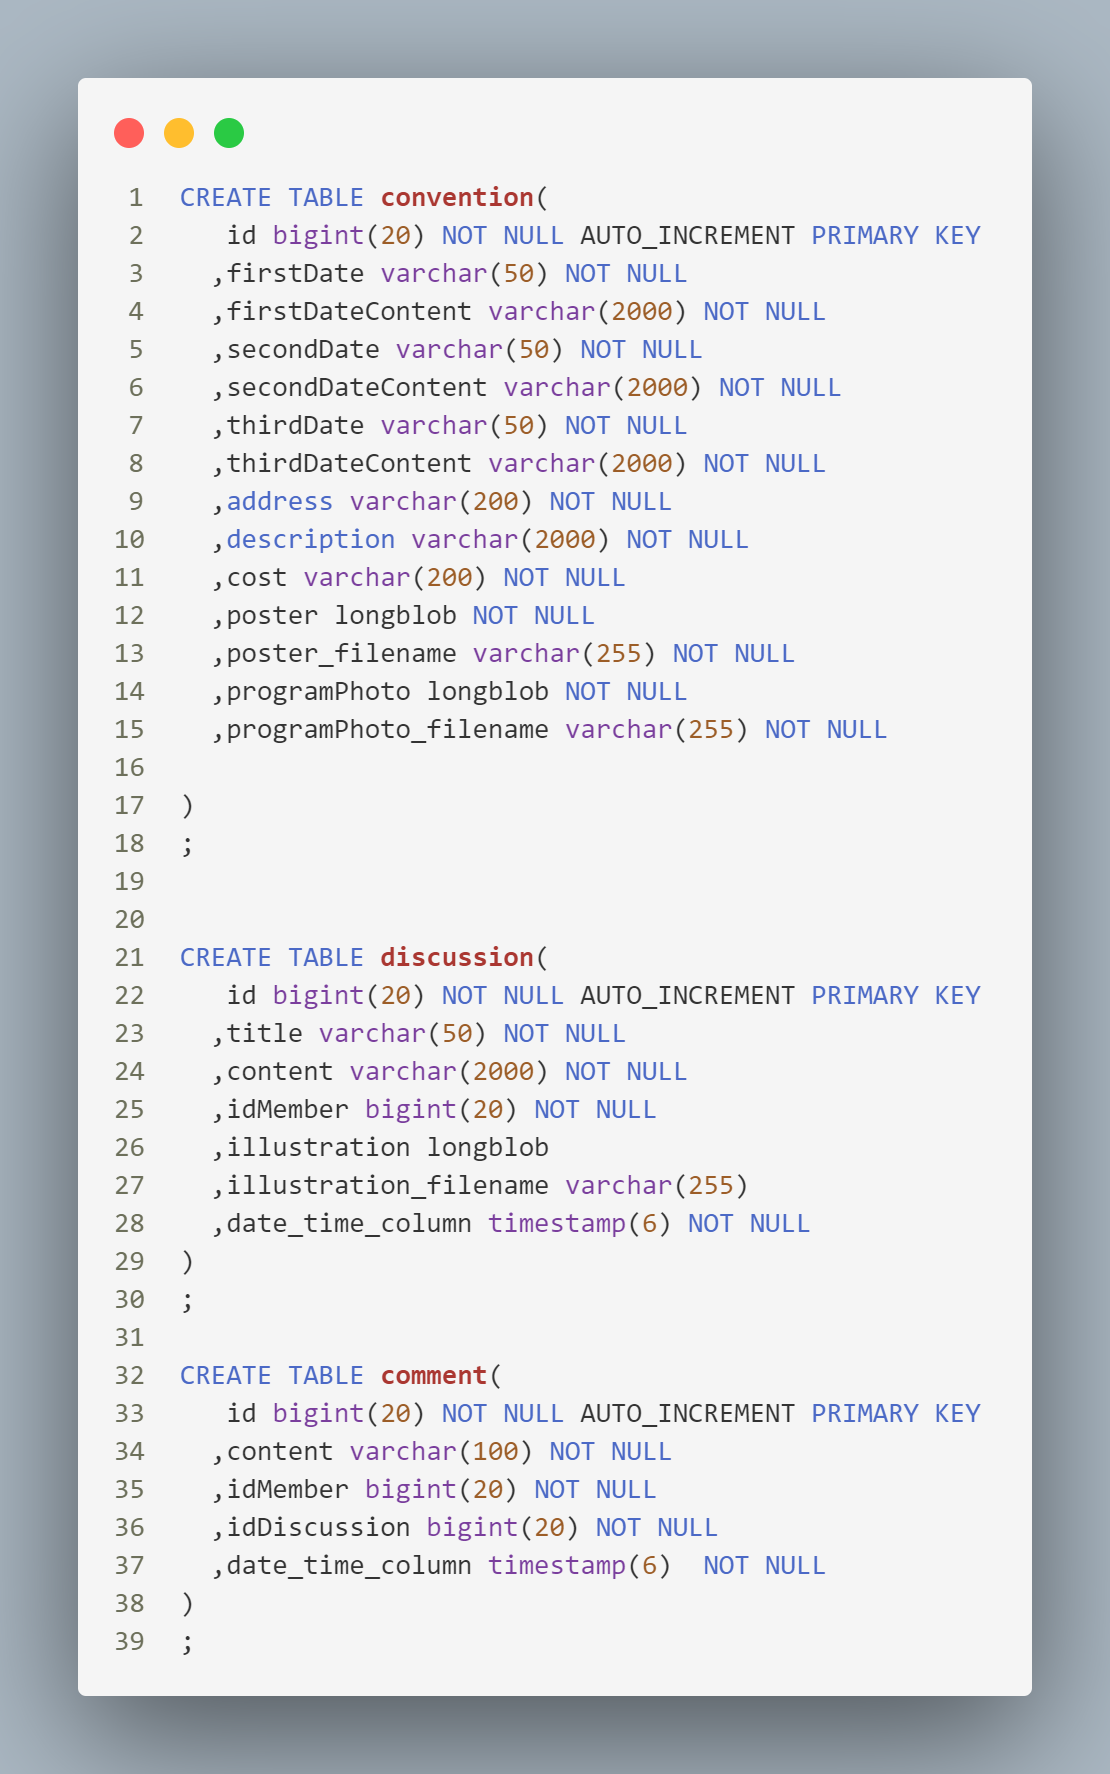 1 CREATE TABLE convention(
2 id bigint(20) NOT NULL AUTO_INCREMENT PRIMARY KEY
3 ,firstDate varchar(50) NOT NULL
4 ,firstDateContent varchar(2000) NOT NULL
5 ,secondDate varchar(50) NOT NULL
6 ,secondDateContent varchar(2000) NOT NULL
7 ,thirdDate varchar(50) NOT NULL
8 ,thirdDateContent varchar(2000) NOT NULL
9 ,address varchar(200) NOT NULL
10 ,description varchar(2000) NOT NULL
11 ,cost varchar(200) NOT NULL
12 ,poster longblob NOT NULL
13 ,poster_filename varchar(255) NOT NULL
14 ,programPhoto longblob NOT NULL
15 ,programPhoto_filename varchar(255) NOT NULL
16
17 )
18 ;
19
20
21 CREATE TABLE discussion(
22 id bigint(20) NOT NULL AUTO_INCREMENT PRIMARY KEY
23 ,title varchar(50) NOT NULL
24 ,content varchar(2000) NOT NULL
25 ,idMember bigint(20) NOT NULL
26 ,illustration longblob
27 ,illustration_filename varchar(255)
28 ,date_time_column timestamp(6) NOT NULL
29 )
30 ;
31
32 CREATE TABLE comment(
33 id bigint(20) NOT NULL AUTO_INCREMENT PRIMARY KEY
34 ,content varchar(100) NOT NULL
35 ,idMember bigint(20) NOT NULL
36 ,idDiscussion bigint(20) NOT NULL
37 ,date_time_column timestamp(6)  NOT NULL
38 )
39 ;